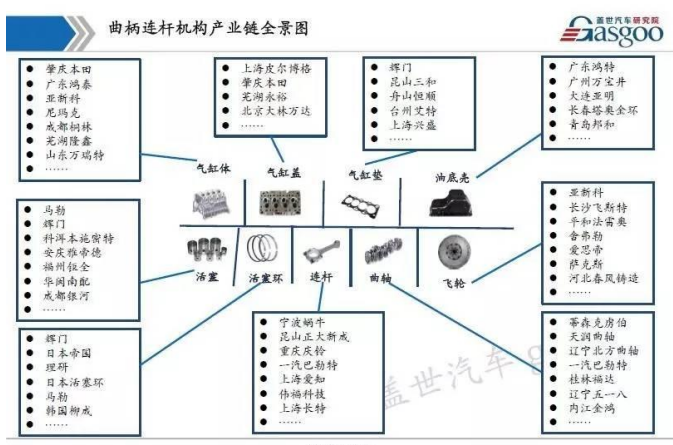 曲柄连杆机构产业链全景图
盖世汽车研究院
Gasgoo
肇庆本田
广东鸿泰
亚新科
尼玛克
成都桐林
芜湖隆鑫
山东万瑞特
……
上海皮尔博格
肇庆本田
芜湖永裕
北京大林万达
……
辉门
昆山三和
舟山恒顺
台州艾特
上海兴盛
……
广东鸿特
广州万宝井
大连亚明
长春塔奥金环
青岛邦和
……
气缸体
气缸盖
气缸垫
油底壳
马勒
辉门
科洱本施密特
安庆雅帝德
福州钜全
华闽南配
成都银河
……
活塞
活塞环
连杆
曲轴
飞轮
亚新科
长沙飞斯特
平和法雷奥
舍弗勒
爱思帝
萨克斯
河北春风铸造
……
辉门
日本帝国
理研
日本活塞环
马勒
韩国柳成
……
宁波蜗牛
昆山正大新成
重庆庆铃
一汽巴勒特
上海爱知
伟福科技
上海长特
……
蒂森克虏伯
天润曲轴
辽宁北方曲轴
一汽巴勒特
桂林福达
辽宁五一八
内江金鸿
……
盖世汽车